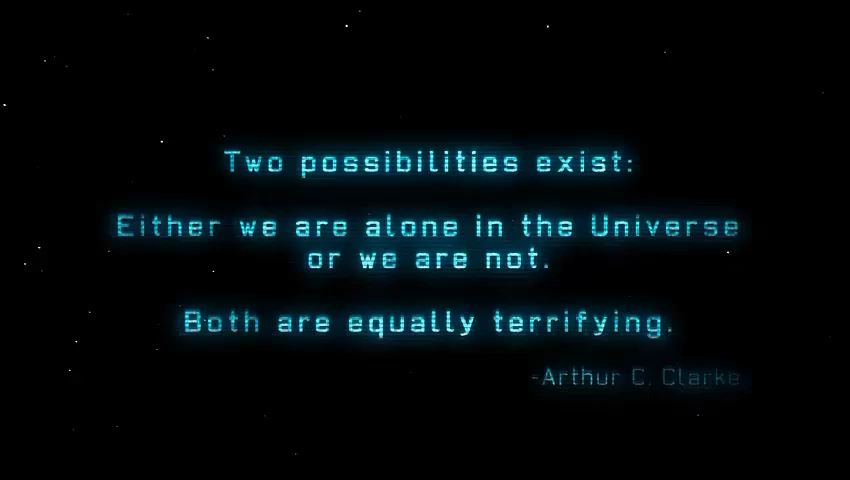 Two possibilities exist:
Either we are alone in the Universe
or we are not.
Both are equally terrifying.
-Arthur C. Clarke